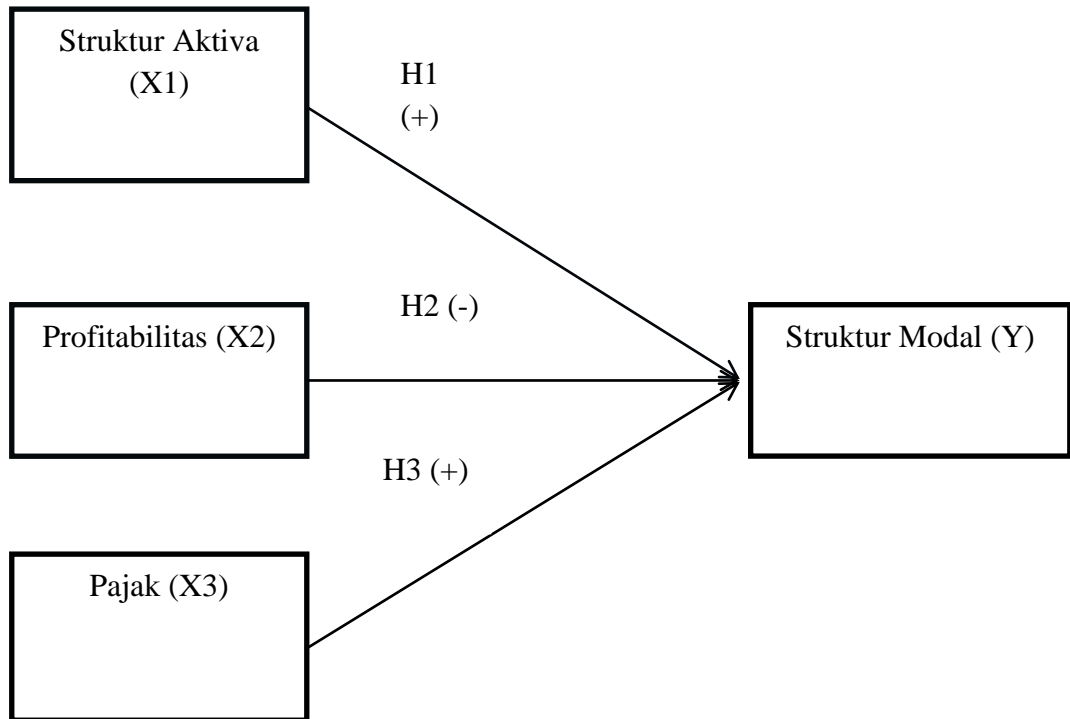 Struktur Aktiva
(X1)
H1
(+)
H2 (-)
Profitabilitas (X2)
Struktur Modal (Y)
H3 (+)
Pajak (X3)